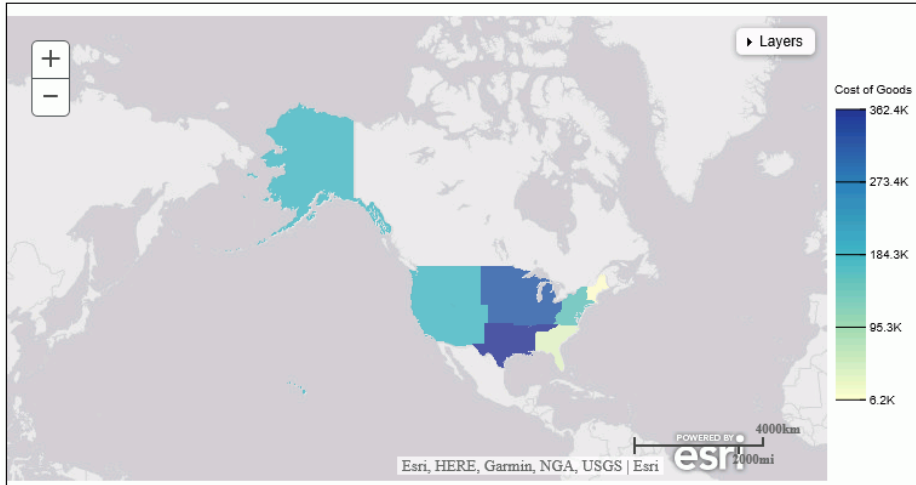 +
−
Layers
Cost of Goods
362.4K
273.4K
184.3K
95.3K
6.2K
4000km
2000mi
POWERED BY
esri
Esri, HERE, Garmin, NGA, USGS | Esri